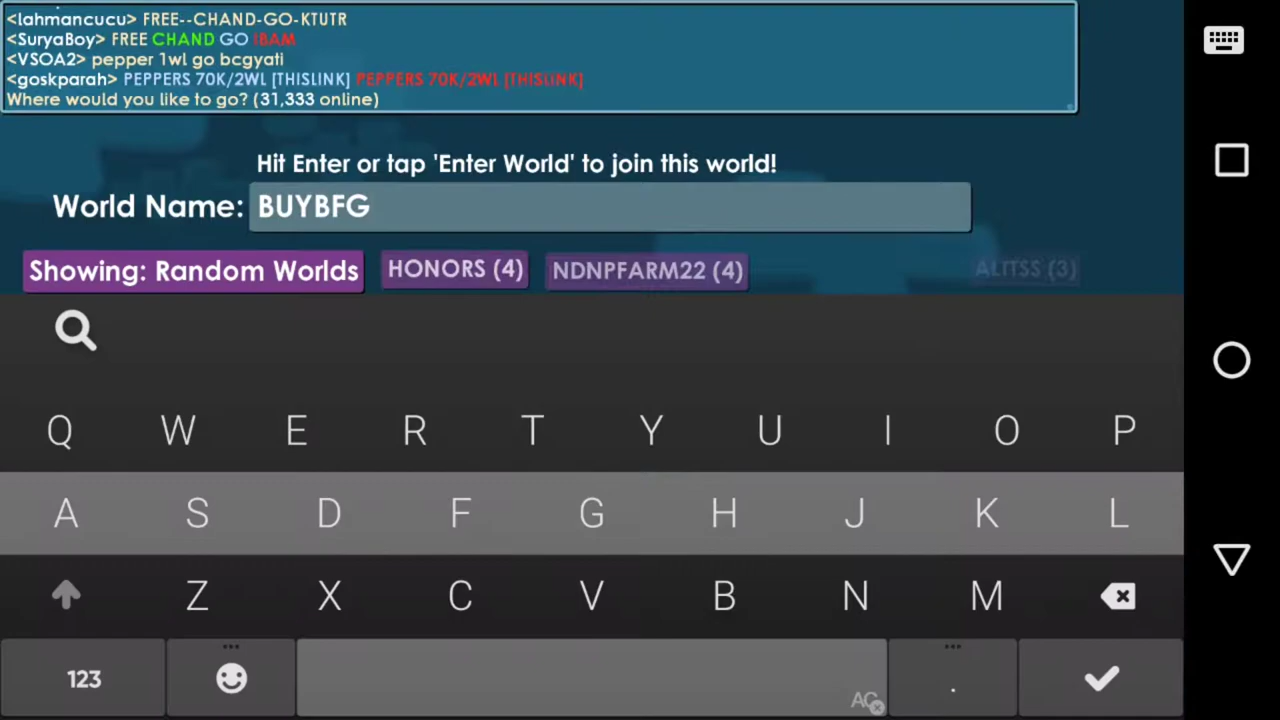 <lahmancucu> FREE--CHAND-GO-KTUTR
<SuryaBoy> FREE CHAND GO IBAM
<VSOA2> pepper 1wl go bcgyati
<goskparah> PEPPERS 70K/2WL [THISLINK] PEPPERS 70K/2WL [THISLINK]
Where would you like to go? (31,333 online)
Hit Enter or tap 'Enter World' to join this world!
World Name: BUYBFG
Showing: Random Worlds HONORS (4) NDNPFARM22 (4) ALITSS (3)
Q W E R T Y U I O P
A S D F G H J K L
Z X C V B N M
123 AC .